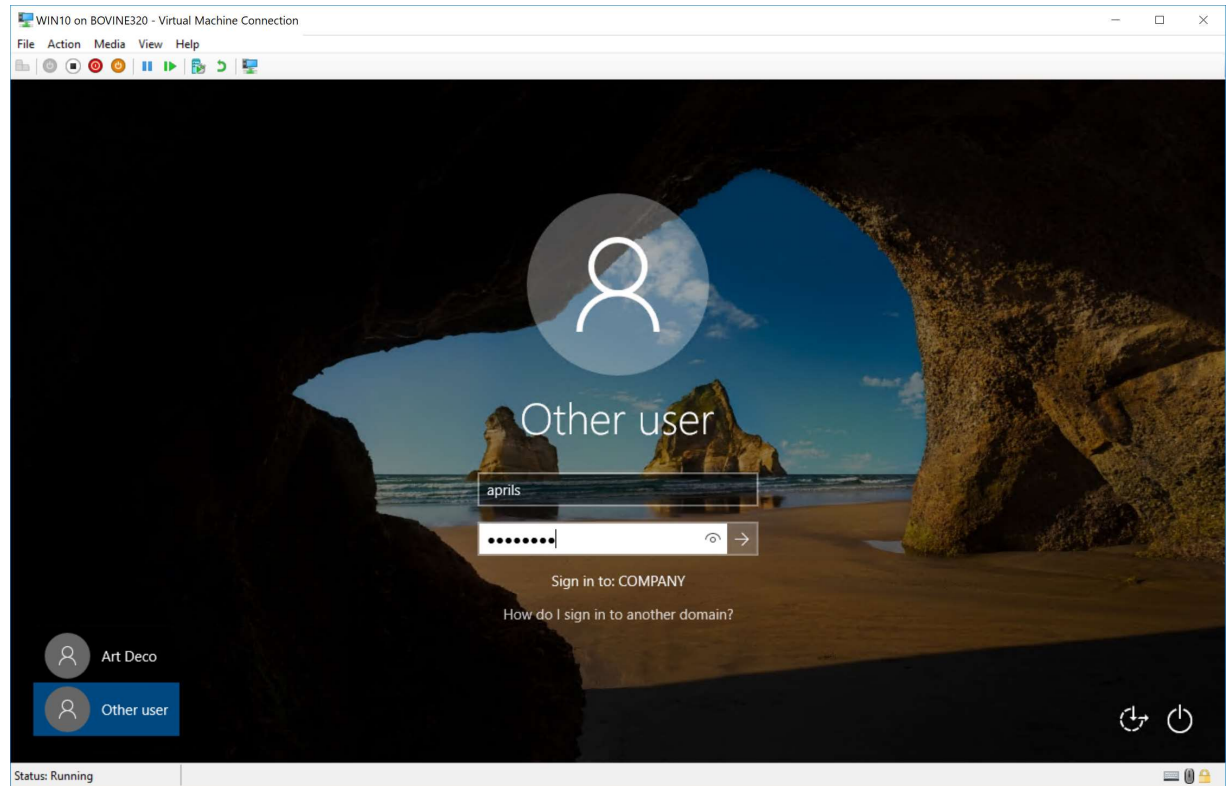 WIN10 on BOVINE320 - Virtual Machine Connection
File Action Media View Help
Other user
aprils
Sign in to: COMPANY
How do I sign in to another domain?
Art Deco
Other user
Status: Running